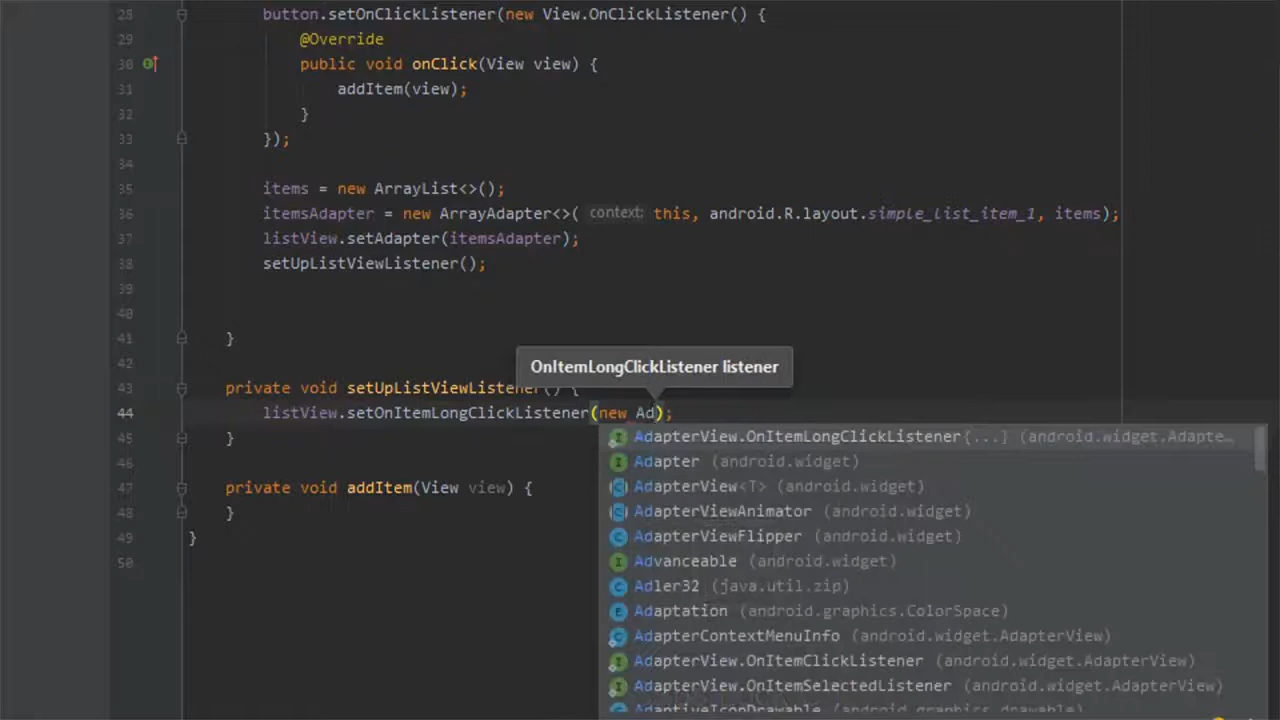 28 button.setOnClickListener(new View.OnClickListener() {
29 @Override
30 public void onClick(View view) {
31 addItem(view);
32 }
33 });
34
35 items = new ArrayList<>();
36 itemsAdapter = new ArrayAdapter<>( context: this, android.R.layout.simple_list_item_1, items);
37 listView.setAdapter(itemsAdapter);
38 setUpListViewListener();
39
40
41 }
42
OnItemLongClickListener listener
43 private void setUpListViewListener() {
44 listView.setOnItemLongClickListener(new Ad);
45 }
AdapterView.OnItemLongClickListener{...} (android.widget.Adapte...
46
Adapter (android.widget)
47 private void addItem(View view) {
AdapterView<T> (android.widget)
48 }
AdapterViewAnimator (android.widget)
49 }
AdapterViewFlipper (android.widget)
50
Advanceable (android.widget)
Adler32 (java.util.zip)
Adaptation (android.graphics.ColorSpace)
AdapterContextMenuInfo (android.widget.AdapterView)
AdapterView.OnItemClickListener (android.widget.AdapterView)
AdapterView.OnItemSelectedListener (android.widget.AdapterView)
AdaptiveIconDrawable (android.graphics.drawable)